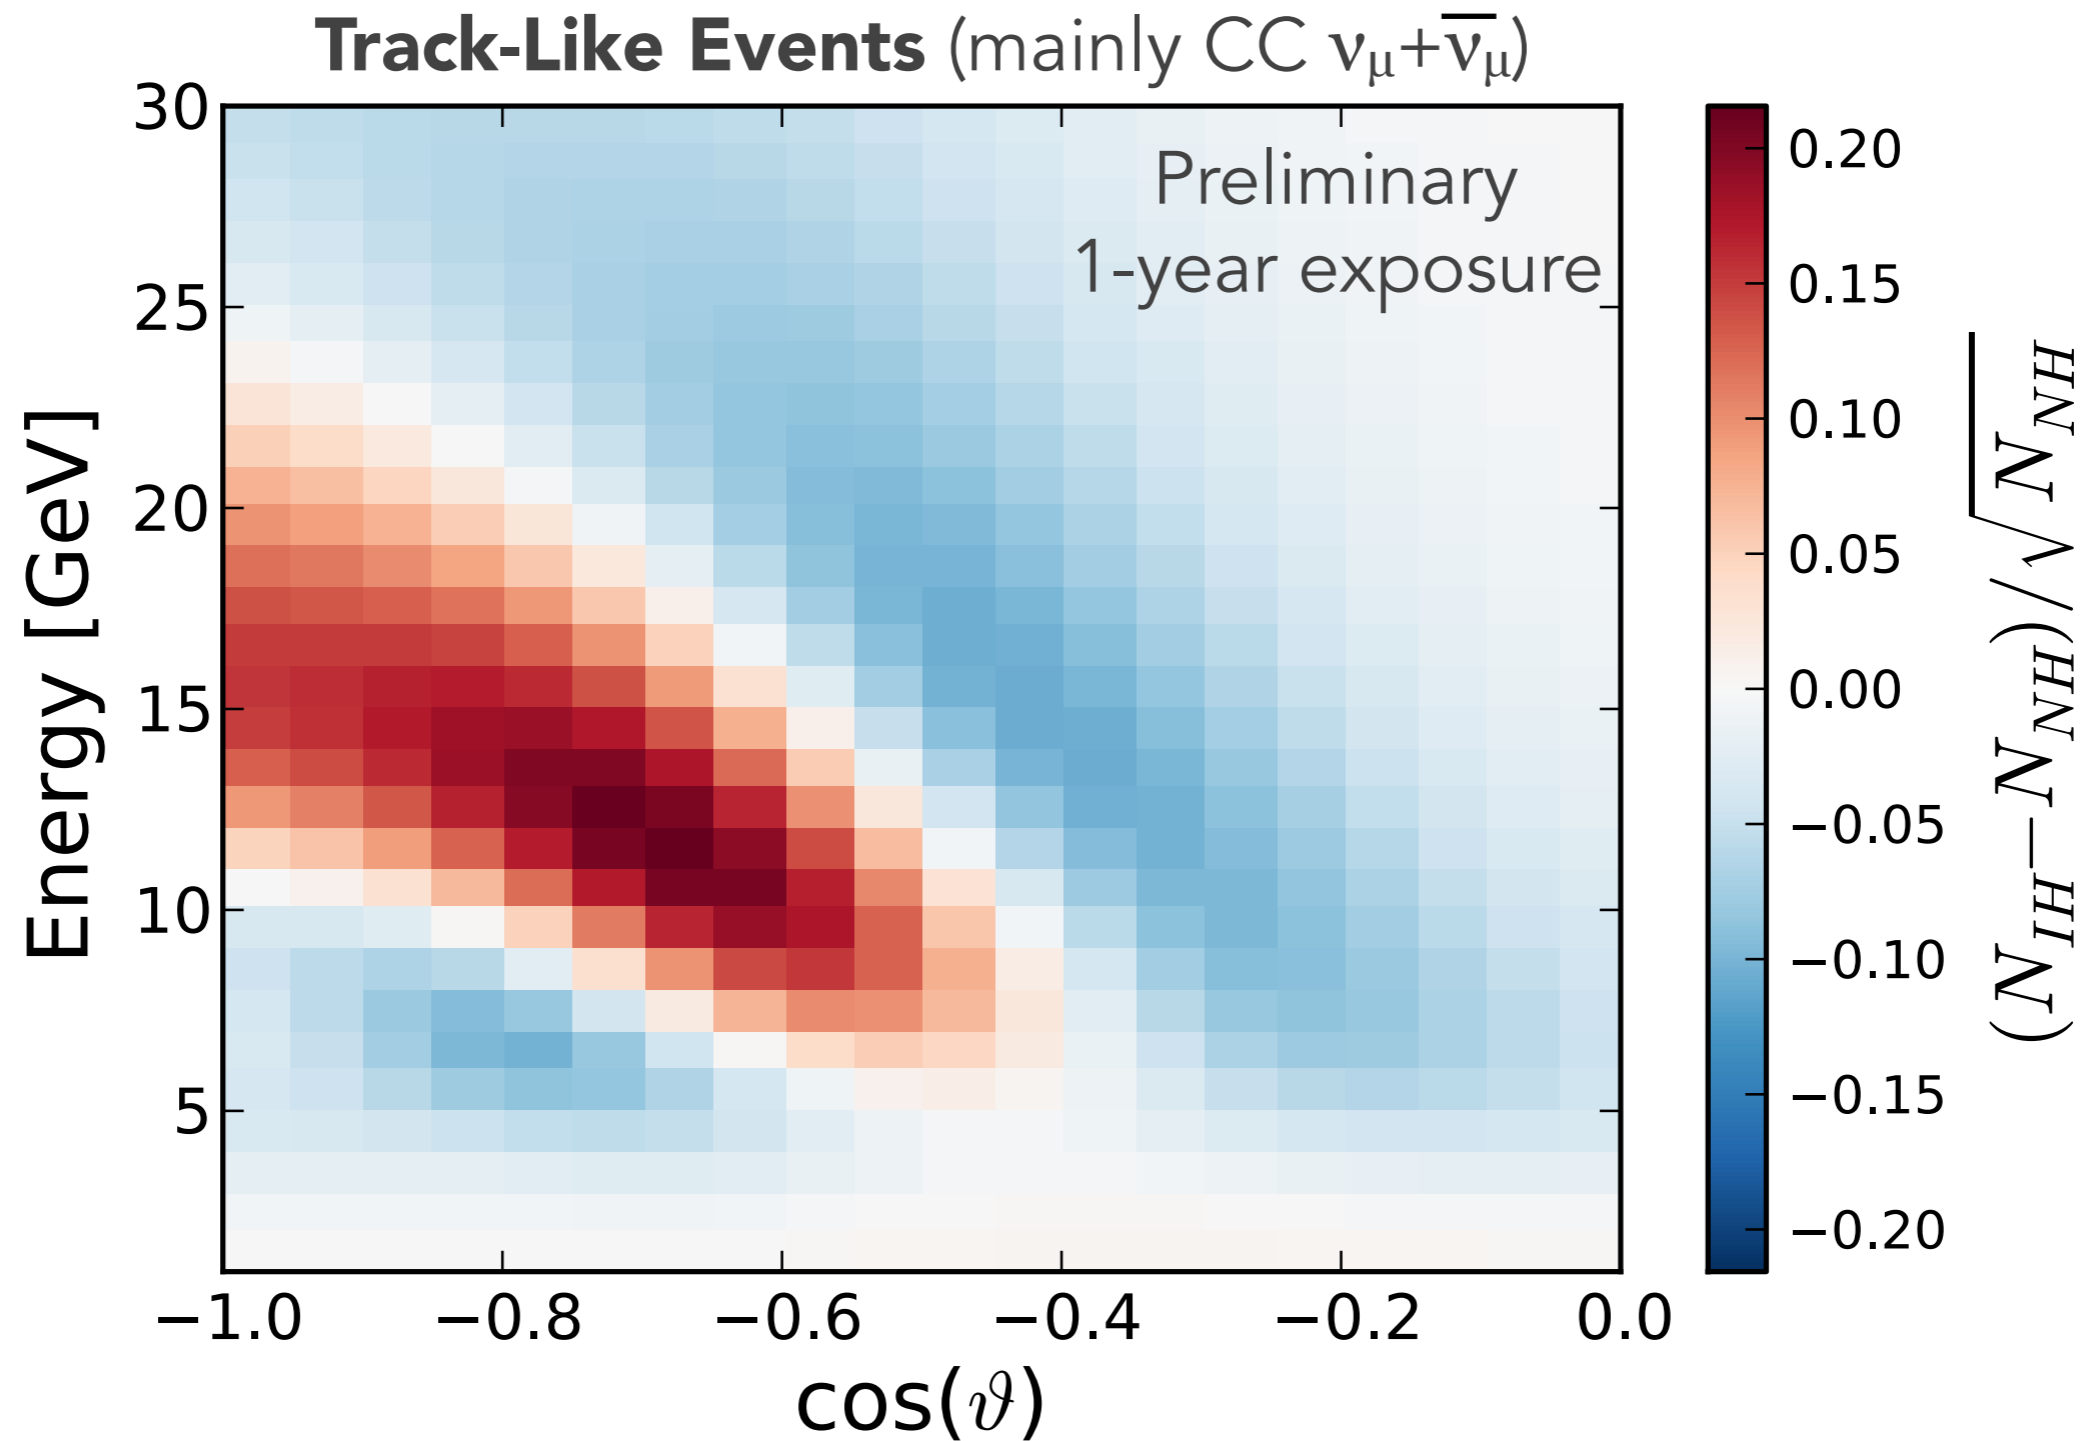 Track-Like Events (mainly CC νμ+ν̅μ)
Preliminary
1-year exposure
30
25
20
15
10
5
Energy [GeV]
−1.0 −0.8 −0.6 −0.4 −0.2 0.0
cos(ϑ)
0.20
0.15
0.10
0.05
0.00
−0.05
−0.10
−0.15
−0.20
(N_IH−N_NH)/√N_NH